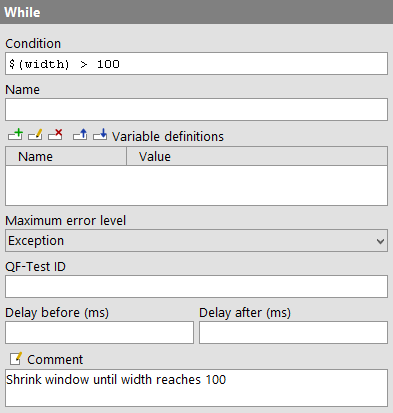 While
Condition
$(width) > 100
Name
Variable definitions
Name Value
Maximum error level
Exception
QF-Test ID
Delay before (ms) Delay after (ms)
Comment
Shrink window until width reaches 100